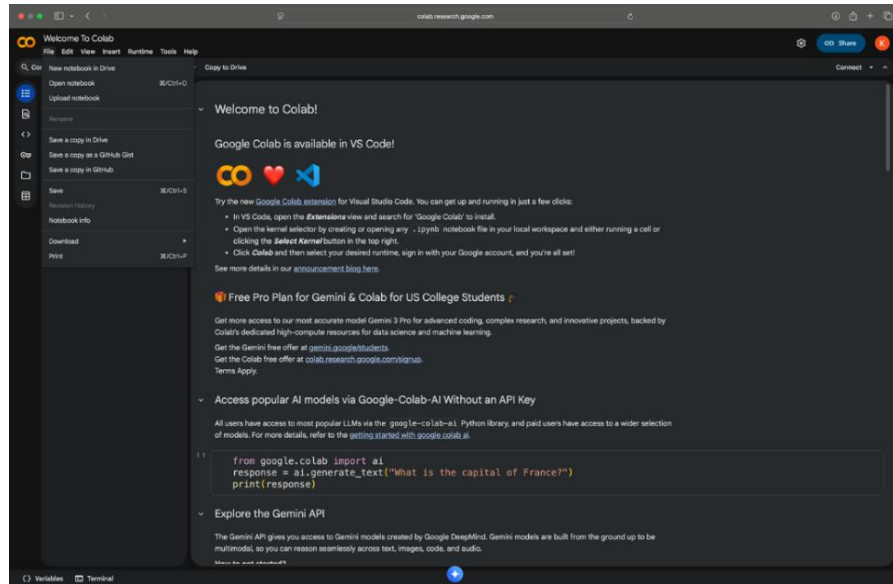 colab.research.google.com
Welcome To Colab
File Edit View Insert Runtime Tools Help
Share
K
Copy to Drive
Connect
New notebook in Drive
Open notebook ⌘/Ctrl+O
Upload notebook
Rename
Save a copy in Drive
Save a copy as a GitHub Gist
Save a copy in GitHub
Save ⌘/Ctrl+S
Revision history
Notebook info
Download
Print ⌘/Ctrl+P
Welcome to Colab!
Google Colab is available in VS Code!
Try the new Google Colab extension for Visual Studio Code. You can get up and running in just a few clicks:
• In VS Code, open the Extensions view and search for 'Google Colab' to install.
• Open the kernel selector by creating or opening any .ipynb notebook file in your local workspace and either running a cell or
clicking the Select Kernel button in the top right.
• Click Colab and then select your desired runtime, sign in with your Google account, and you're all set!
See more details in our announcement blog here.
Free Pro Plan for Gemini & Colab for US College Students
Get more access to our most accurate model Gemini 3 Pro for advanced coding, complex research, and innovative projects, backed by
Colab's dedicated high-compute resources for data science and machine learning.
Get the Gemini free offer at gemini.google/students.
Get the Colab free offer at colab.research.google.com/signup.
Terms Apply.
Access popular AI models via Google-Colab-AI Without an API Key
All users have access to most popular LLMs via the google-colab-ai Python library, and paid users have access to a wider selection
of models. For more details, refer to the getting started with google colab ai.
[ ]
from google.colab import ai
response = ai.generate_text("What is the capital of France?")
print(response)
Explore the Gemini API
The Gemini API gives you access to Gemini models created by Google DeepMind. Gemini models are built from the ground up to be
multimodal, so you can reason seamlessly across text, images, code, and audio.
How to get started?
Variables Terminal